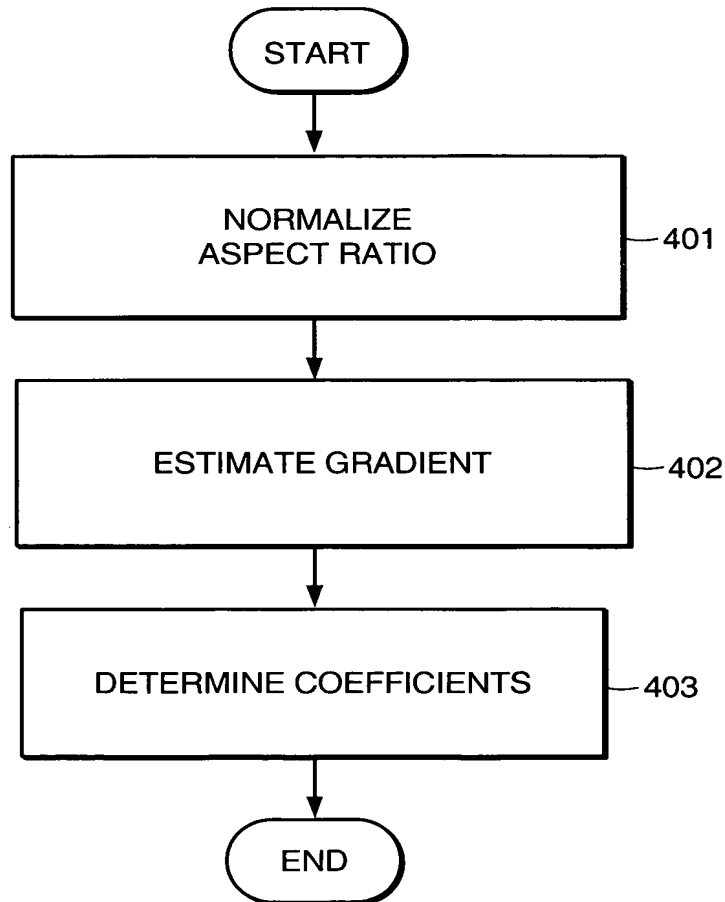 START
NORMALIZE
ASPECT RATIO
401
ESTIMATE GRADIENT
402
DETERMINE COEFFICIENTS
403
END